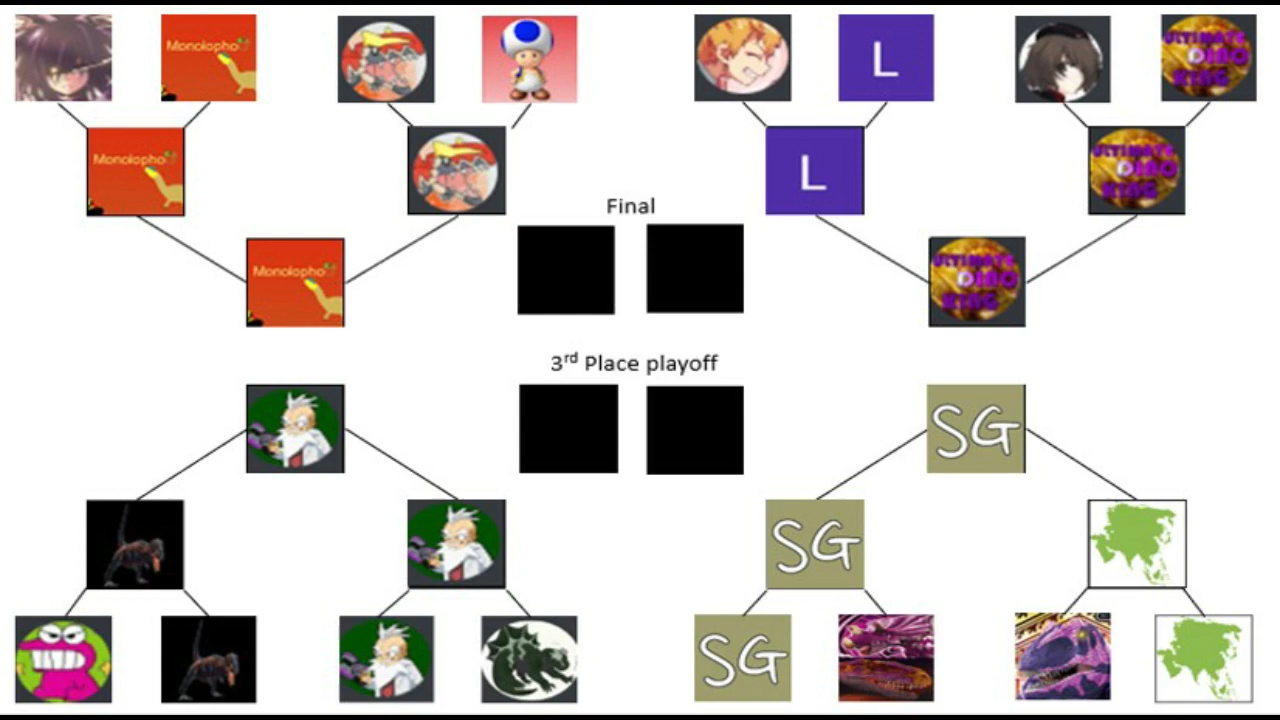 Monolopho
L
ULTIMATE
DINO
KING
Monolopho
L
ULTIMATE
DINO
KING
Final
Monolopho
ULTIMATE
DINO
KING
3rd Place playoff
SG
SG
SG